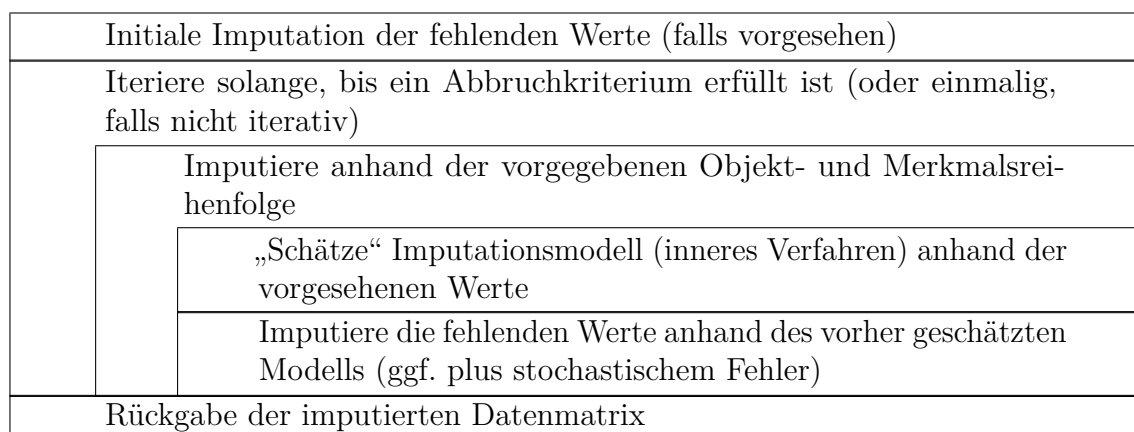 Initiale Imputation der fehlenden Werte (falls vorgesehen)
Iteriere solange, bis ein Abbruchkriterium erfüllt ist (oder einmalig,
falls nicht iterativ)
Imputiere anhand der vorgegebenen Objekt- und Merkmalsrei-
henfolge
„Schätze“ Imputationsmodell (inneres Verfahren) anhand der
vorgesehenen Werte
Imputiere die fehlenden Werte anhand des vorher geschätzten
Modells (ggf. plus stochastischem Fehler)
Rückgabe der imputierten Datenmatrix